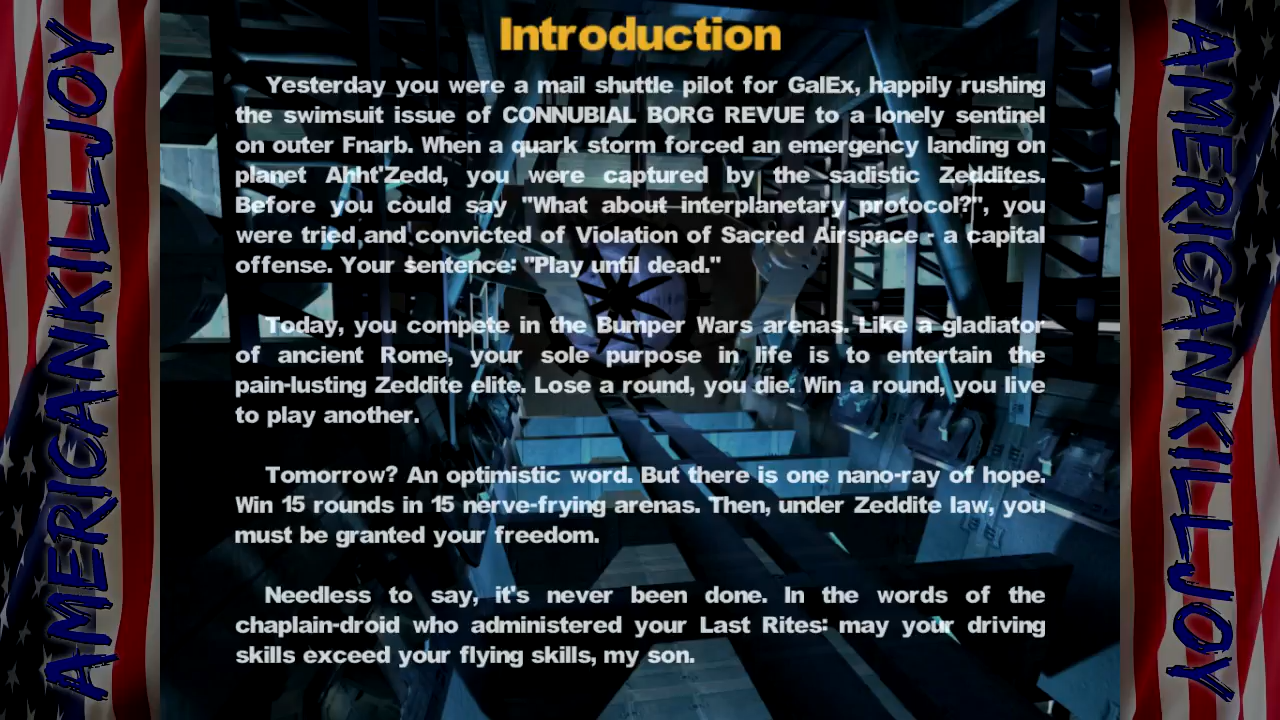 Introduction
Yesterday you were a mail shuttle pilot for GalEx, happily rushing
the swimsuit issue of CONNUBIAL BORG REVUE to a lonely sentinel
on outer Fnarb. When a quark storm forced an emergency landing on
planet Ahht'Zedd, you were captured by the sadistic Zeddites.
Before you could say "What about interplanetary protocol?", you
were tried and convicted of Violation of Sacred Airspace - a capital
offense. Your sentence: "Play until dead."
Today, you compete in the Bumper Wars arenas. Like a gladiator
of ancient Rome, your sole purpose in life is to entertain the
pain-lusting Zeddite elite. Lose a round, you die. Win a round, you live
to play another.
Tomorrow? An optimistic word. But there is one nano-ray of hope.
Win 15 rounds in 15 nerve-frying arenas. Then, under Zeddite law, you
must be granted your freedom.
Needless to say, it's never been done. In the words of the
chaplain-droid who administered your Last Rites: may your driving
skills exceed your flying skills, my son.
AMERICANKILLJOY
AMERICANKILLJOY